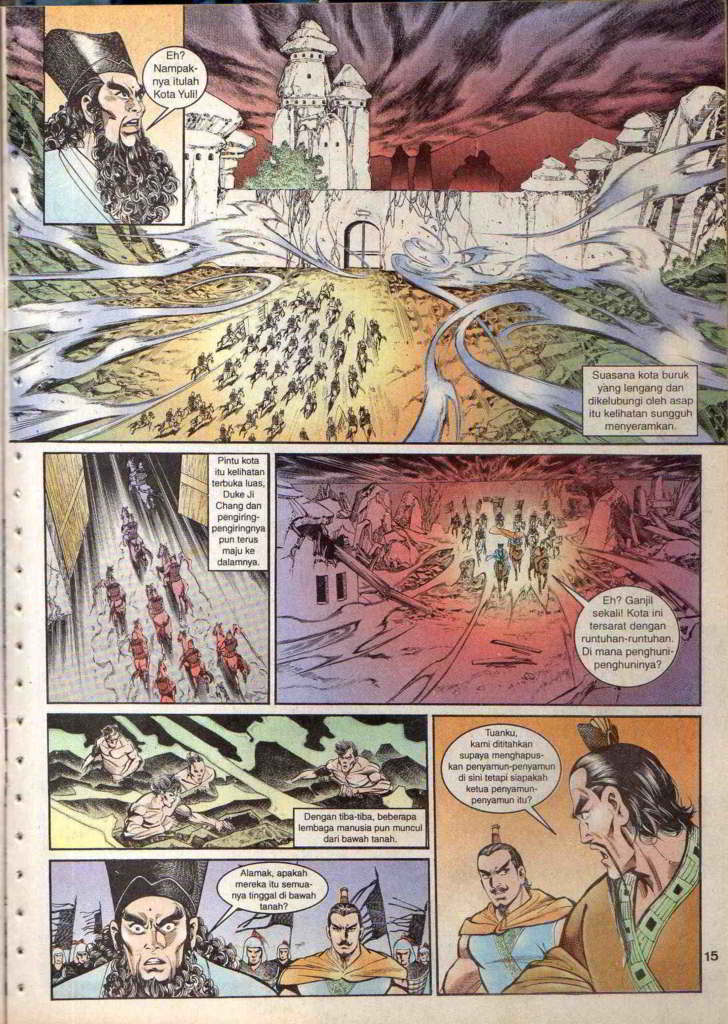 Eh?
Nampak-
nya itulah
Kota Yuli!
Suasana kota buruk
yang lengang dan
dikelubungi oleh asap
itu kelihatan sungguh
menyeramkan.
Pintu kota
itu kelihatan
terbuka luas,
Duke Ji
Chang dan
pengiring-
pengiringnya
pun terus
maju ke
dalamnya.
Eh? Ganjil
sekali! Kota ini
tersarat dengan
runtuhan-runtuhan.
Di mana penghuni-
penghuninya?
Dengan tiba-tiba, beberapa
lembaga manusia pun muncul
dari bawah tanah.
Tuanku,
kami dititahkan
supaya menghapus-
kan penyamun-penyamun
di sini tetapi siapakah
ketua penyamun-
penyamun itu?
Alamak, apakah
mereka itu semua-
nya tinggal di bawah
tanah?
15